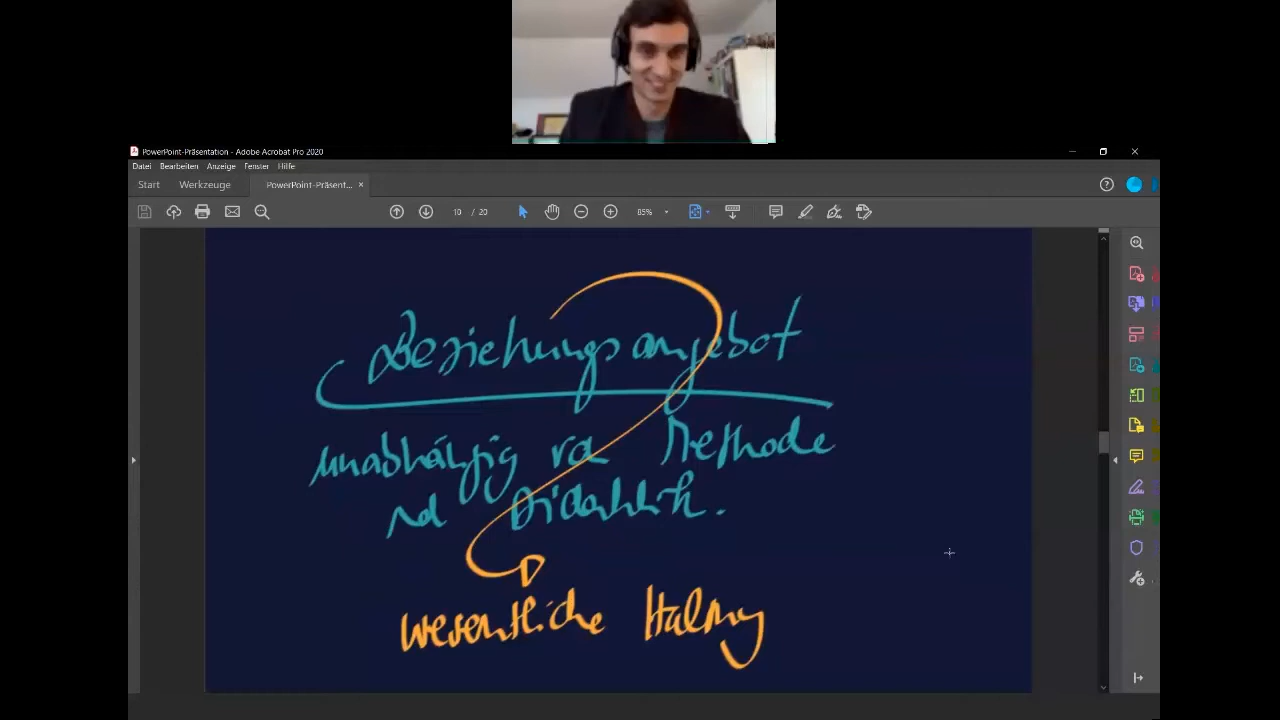 PowerPoint-Präsentation - Adobe Acrobat Pro 2020
Datei Bearbeiten Anzeige Fenster Hilfe
Start Werkzeuge PowerPoint-Präsent... ×
10 / 20 85%
Beziehungsangebot
unabhängig von Methode
und Didaktik.
wesentliche Haltung